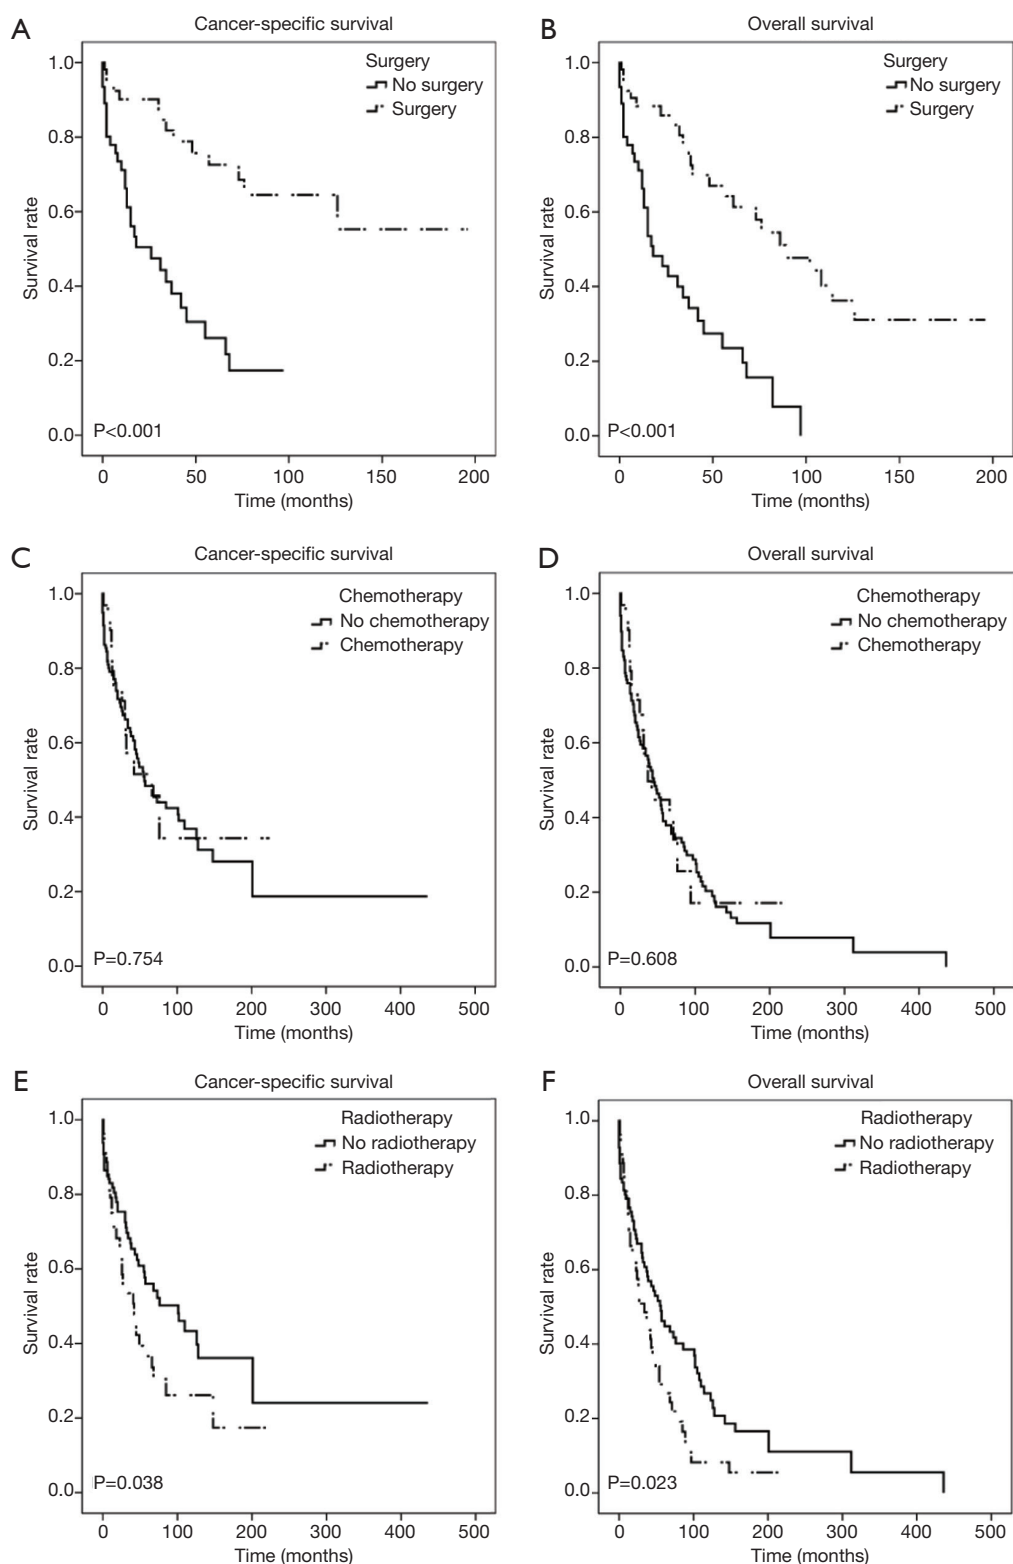 A
Cancer-specific survival
Surgery
No surgery
Surgery
Survival rate
1.0
0.8
0.6
0.4
0.2
0.0
P<0.001
0 50 100 150 200
Time (months)
B
Overall survival
Surgery
No surgery
Surgery
Survival rate
1.0
0.8
0.6
0.4
0.2
0.0
P<0.001
0 50 100 150 200
Time (months)
C
Cancer-specific survival
Chemotherapy
No chemotherapy
Chemotherapy
Survival rate
1.0
0.8
0.6
0.4
0.2
0.0
P=0.754
0 100 200 300 400 500
Time (months)
D
Overall survival
Chemotherapy
No chemotherapy
Chemotherapy
Survival rate
1.0
0.8
0.6
0.4
0.2
0.0
P=0.608
0 100 200 300 400 500
Time (months)
E
Cancer-specific survival
Radiotherapy
No radiotherapy
Radiotherapy
Survival rate
1.0
0.8
0.6
0.4
0.2
0.0
P=0.038
0 100 200 300 400 500
Time (months)
F
Overall survival
Radiotherapy
No radiotherapy
Radiotherapy
Survival rate
1.0
0.8
0.6
0.4
0.2
0.0
P=0.023
0 100 200 300 400 500
Time (months)